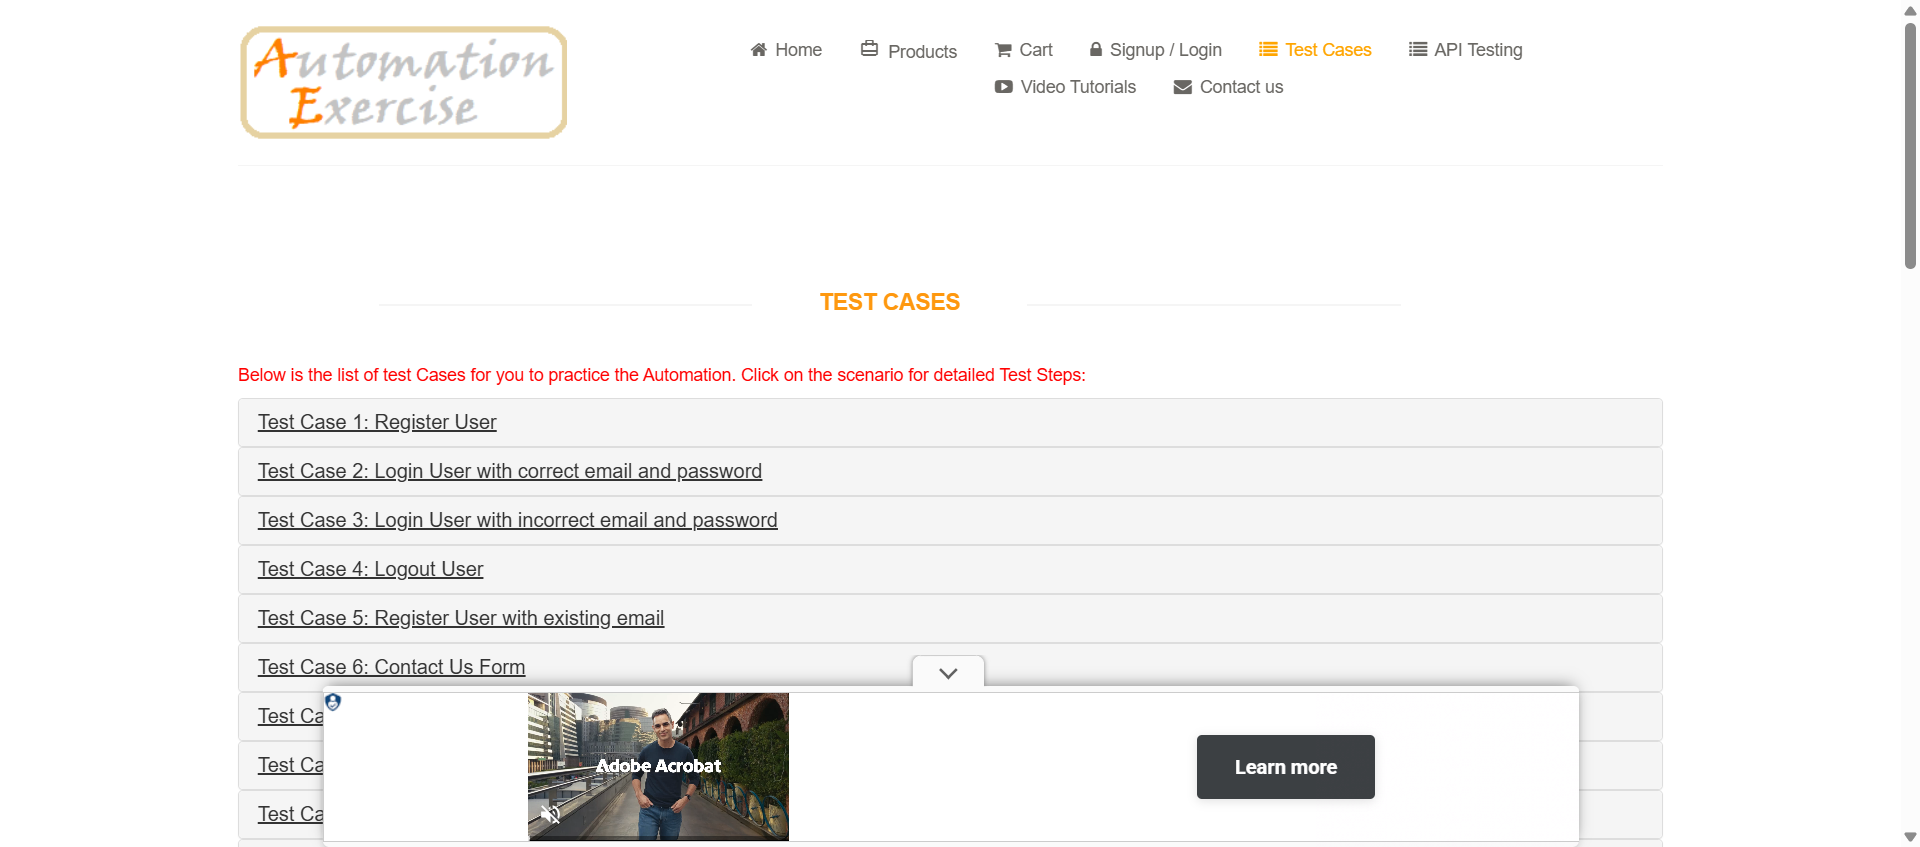 Automation
Exercise
Home
Products
Cart
Signup / Login
Test Cases
API Testing
Video Tutorials
Contact us
TEST CASES
Below is the list of test Cases for you to practice the Automation. Click on the scenario for detailed Test Steps:
Test Case 1: Register User
Test Case 2: Login User with correct email and password
Test Case 3: Login User with incorrect email and password
Test Case 4: Logout User
Test Case 5: Register User with existing email
Test Case 6: Contact Us Form
Test Ca
Test Ca
Test Ca
Adobe Acrobat
Learn more